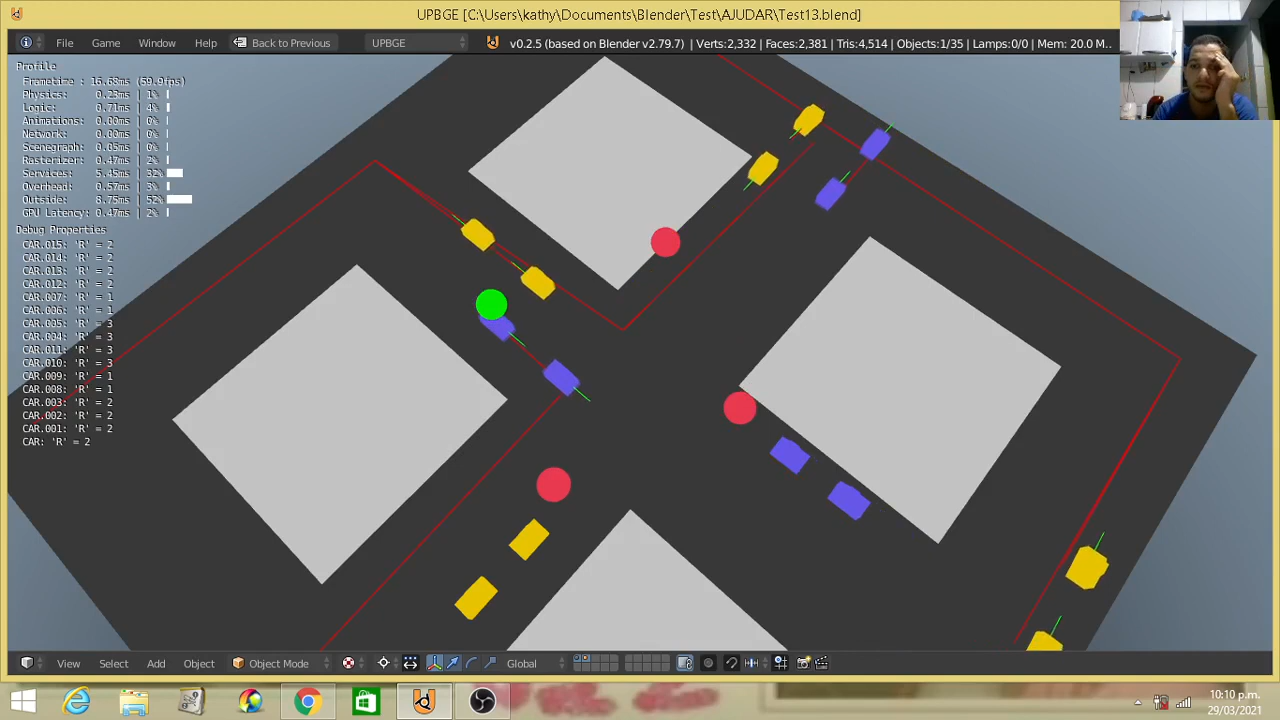 UPBGE [C:\Users\kathy\Documents\Blender\Test\AJUDAR\Test13.blend]
File Game Window Help Back to Previous UPBGE v0.2.5 (based on Blender v2.79.7) | Verts:2,332 | Faces:2,381 | Tris:4,514 | Objects:1/35 | Lamps:0/0 | Mem: 20.0 M..
Profile
Frametime : 16.68ms (59.9fps)
Physics: 0.23ms | 1%
Logic: 0.71ms | 4%
Animations: 0.00ms | 0%
Network: 0.00ms | 0%
Scenegraph: 0.05ms | 0%
Rasterizer: 0.47ms | 2%
Services: 5.45ms | 32%
Overhead: 0.57ms | 3%
Outside: 8.75ms | 52%
GPU Latency: 0.47ms | 2%
Debug Properties
CAR.015: 'R' = 2
CAR.014: 'R' = 2
CAR.013: 'R' = 2
CAR.012: 'R' = 2
CAR.007: 'R' = 1
CAR.006: 'R' = 1
CAR.005: 'R' = 3
CAR.004: 'R' = 3
CAR.011: 'R' = 3
CAR.010: 'R' = 3
CAR.009: 'R' = 1
CAR.008: 'R' = 1
CAR.003: 'R' = 2
CAR.002: 'R' = 2
CAR.001: 'R' = 2
CAR: 'R' = 2
View Select Add Object Object Mode Global
10:10 p.m.
29/03/2021